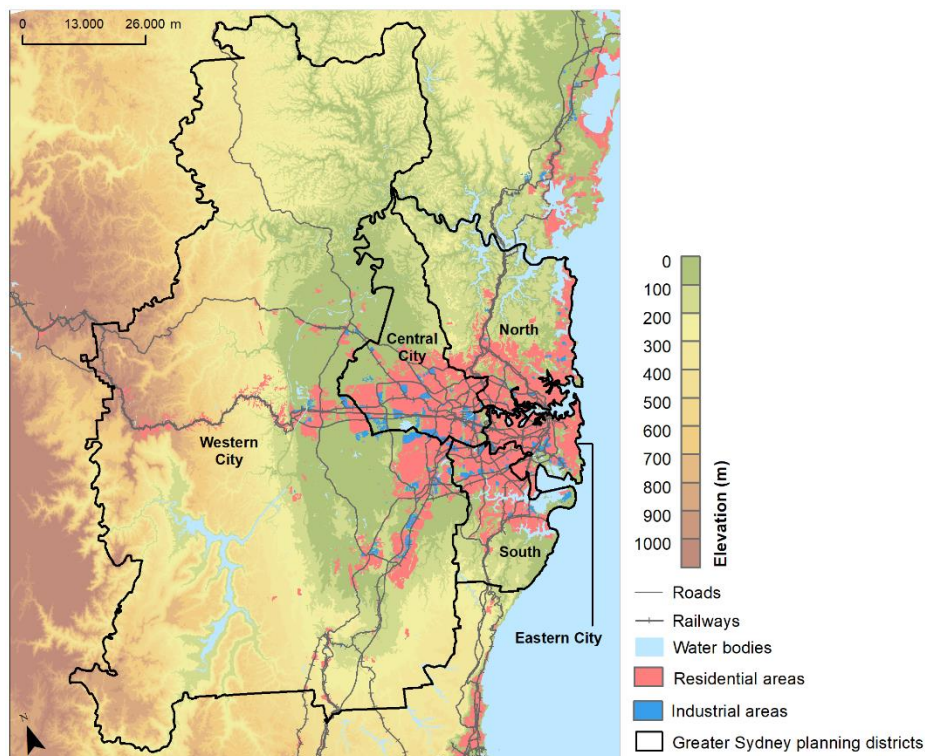 0 13.000 26.000 m
North
Central
City
Western
City
South
Eastern City
0
100
200
300
400
500
600
700
800
900
1000
Elevation (m)
Roads
Railways
Water bodies
Residential areas
Industrial areas
Greater Sydney planning districts
N